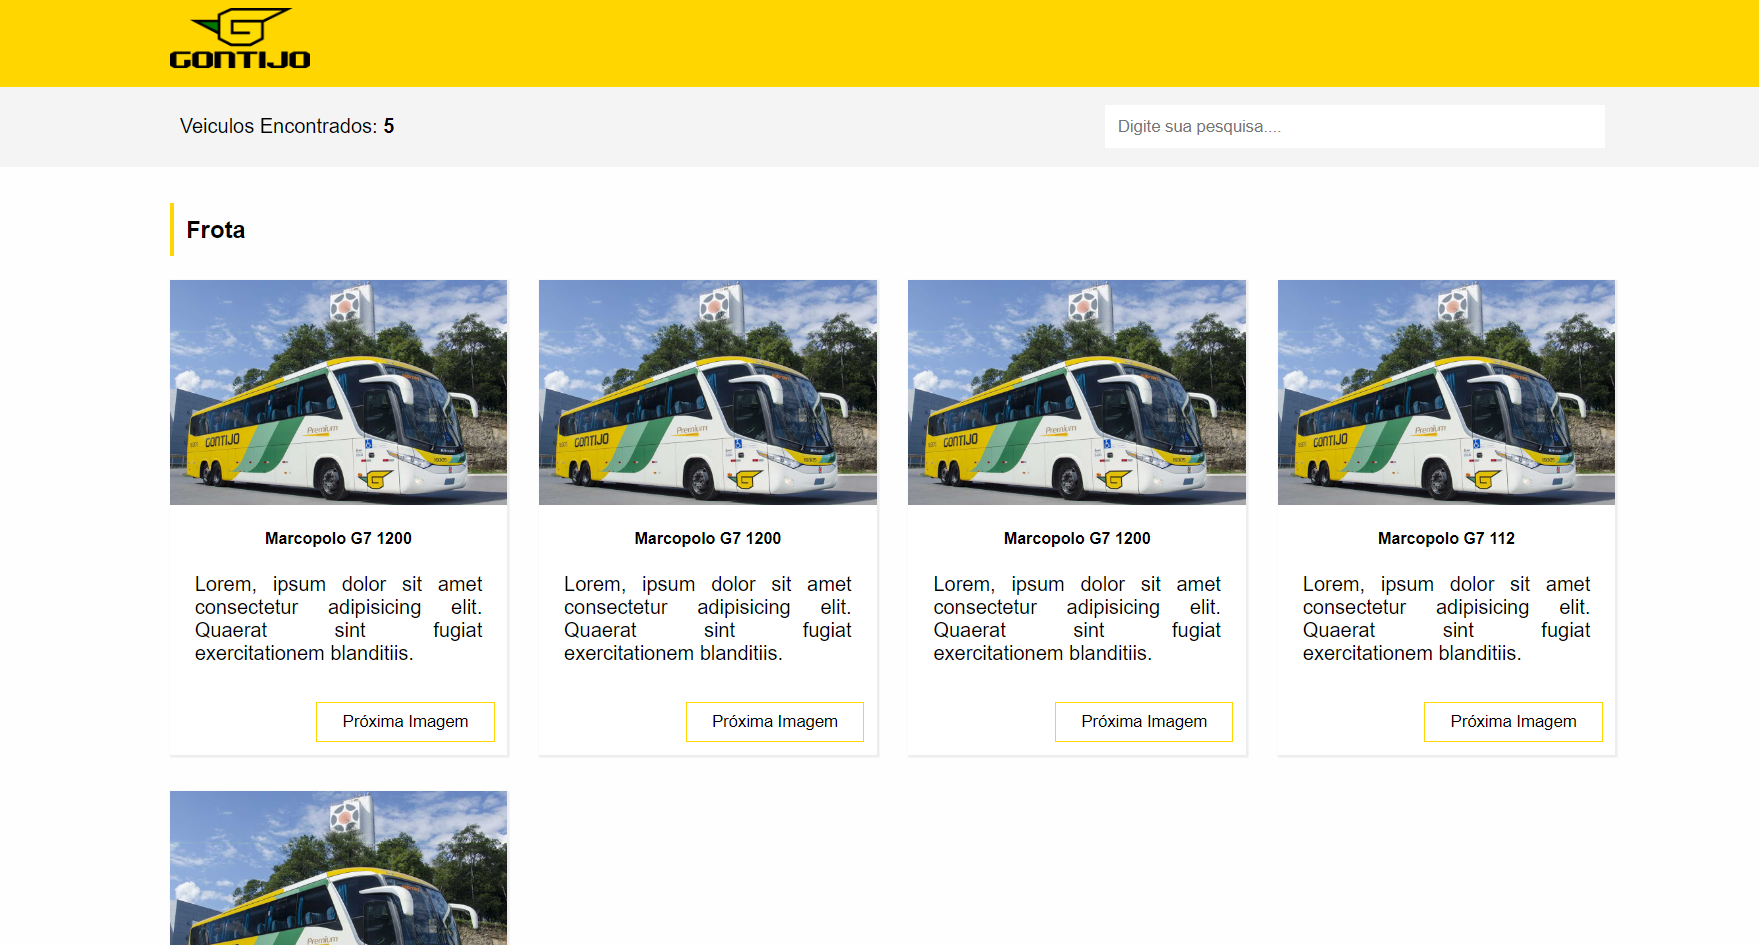 GONTIJO
Veiculos Encontrados: 5
Digite sua pesquisa....
Frota
GONTIJO
Premium
GONTIJO
Premium
GONTIJO
Premium
GONTIJO
Premium
Marcopolo G7 1200
Marcopolo G7 1200
Marcopolo G7 1200
Marcopolo G7 112
Lorem, ipsum dolor sit amet
consectetur adipisicing elit.
Quaerat sint fugiat
exercitationem blanditiis.
Lorem, ipsum dolor sit amet
consectetur adipisicing elit.
Quaerat sint fugiat
exercitationem blanditiis.
Lorem, ipsum dolor sit amet
consectetur adipisicing elit.
Quaerat sint fugiat
exercitationem blanditiis.
Lorem, ipsum dolor sit amet
consectetur adipisicing elit.
Quaerat sint fugiat
exercitationem blanditiis.
Próxima Imagem
Próxima Imagem
Próxima Imagem
Próxima Imagem
Premium